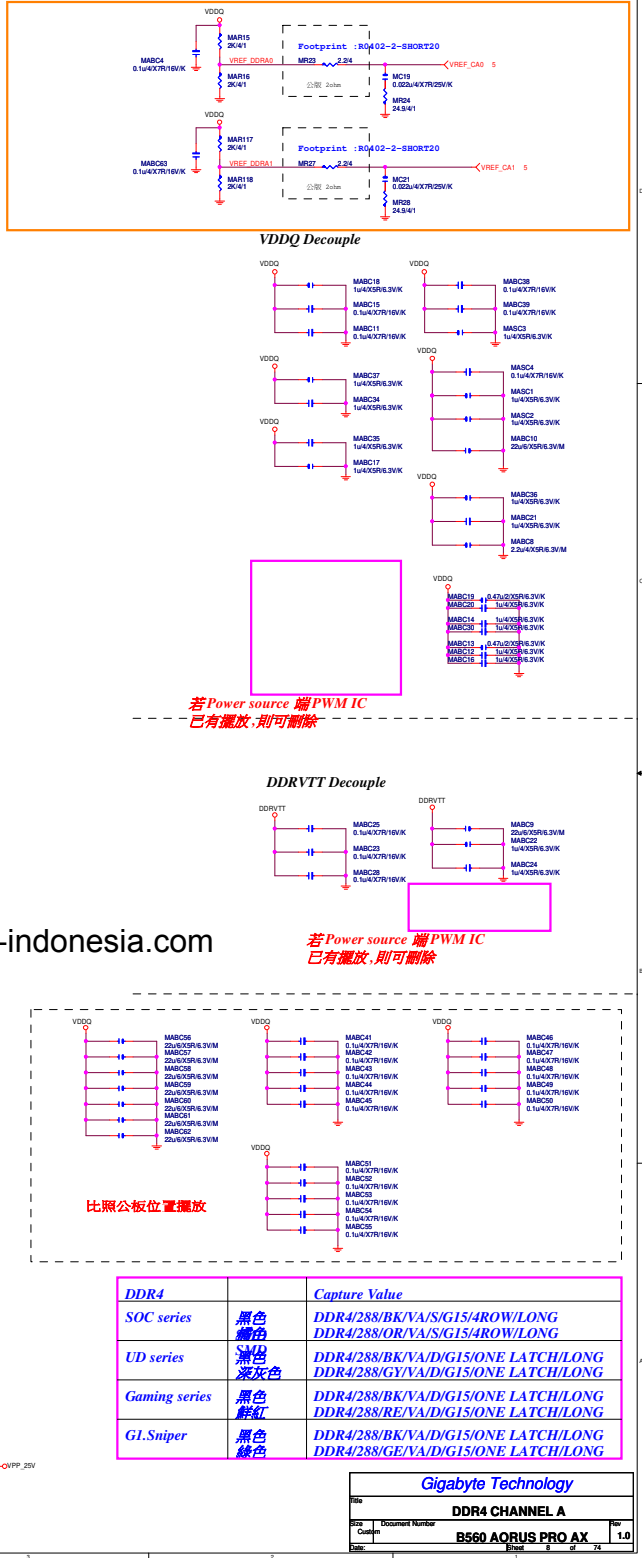 VDDQ
MAR15
2K/4/1
MABC4
0.1u/4/X7R/16V/K
VREF_DDRA0
MAR16
2K/4/1
Footprint :R0402-2-SHORT20
MR23
2.2/4
公版 2ohm
VREF_CA0 5
MC19
0.022u/4/X7R/25V/K
MR24
24.9/4/1
VDDQ
MAR117
2K/4/1
MABC63
0.1u/4/X7R/16V/K
VREF_DDRA1
MAR118
2K/4/1
Footprint :R0402-2-SHORT20
MR27
2.2/4
公版 2ohm
VREF_CA1 5
MC21
0.022u/4/X7R/25V/K
MR28
24.9/4/1
VDDQ Decouple
VDDQ
MABC18
1u/4/X5R/6.3V/K
MABC15
0.1u/4/X7R/16V/K
MABC11
0.1u/4/X7R/16V/K
VDDQ
MABC38
0.1u/4/X7R/16V/K
MABC39
0.1u/4/X7R/16V/K
MASC3
1u/4/X5R/6.3V/K
VDDQ
MABC37
1u/4/X5R/6.3V/K
MABC34
1u/4/X5R/6.3V/K
VDDQ
MASC4
0.1u/4/X7R/16V/K
MASC1
1u/4/X5R/6.3V/K
MASC2
1u/4/X5R/6.3V/K
MABC10
22u/6/X5R/6.3V/M
VDDQ
MABC35
1u/4/X5R/6.3V/K
MABC17
1u/4/X5R/6.3V/K
VDDQ
MABC36
1u/4/X5R/6.3V/K
MABC21
1u/4/X5R/6.3V/K
MABC8
2.2u/4/X5R/6.3V/M
VDDQ
MABC19 0.47u/2/X5R/6.3V/K
MABC20 1u/4/X5R/6.3V/K
MABC14 1u/4/X5R/6.3V/K
MABC30 1u/4/X5R/6.3V/K
MABC13 0.47u/2/X5R/6.3V/K
MABC12 1u/4/X5R/6.3V/K
MABC16 1u/4/X5R/6.3V/K
若Power source 端PWM IC
已有擺放,則可刪除
DDRVTT Decouple
DDRVTT
MABC25
0.1u/4/X7R/16V/K
MABC23
0.1u/4/X7R/16V/K
MABC28
0.1u/4/X7R/16V/K
DDRVTT
MABC9
22u/6/X5R/6.3V/M
MABC22
1u/4/X5R/6.3V/K
MABC24
1u/4/X5R/6.3V/K
-indonesia.com
若Power source 端PWM IC
已有擺放,則可刪除
VDDQ
MABC56
22u/6/X5R/6.3V/M
MABC57
22u/6/X5R/6.3V/M
MABC58
22u/6/X5R/6.3V/M
MABC59
22u/6/X5R/6.3V/M
MABC60
22u/6/X5R/6.3V/M
MABC61
22u/6/X5R/6.3V/M
MABC62
22u/6/X5R/6.3V/M
VDDQ
MABC41
0.1u/4/X7R/16V/K
MABC42
0.1u/4/X7R/16V/K
MABC43
0.1u/4/X7R/16V/K
MABC44
0.1u/4/X7R/16V/K
MABC45
0.1u/4/X7R/16V/K
VDDQ
MABC46
0.1u/4/X7R/16V/K
MABC47
0.1u/4/X7R/16V/K
MABC48
0.1u/4/X7R/16V/K
MABC49
0.1u/4/X7R/16V/K
MABC50
0.1u/4/X7R/16V/K
VDDQ
MABC51
0.1u/4/X7R/16V/K
MABC52
0.1u/4/X7R/16V/K
MABC53
0.1u/4/X7R/16V/K
MABC54
0.1u/4/X7R/16V/K
MABC55
0.1u/4/X7R/16V/K
比照公板位置擺放
DDR4 Capture Value
SOC series 黑色 DDR4/288/BK/VA/S/G15/4ROW/LONG
橘色 DDR4/288/OR/VA/S/G15/4ROW/LONG
SMD
UD series 黑色 DDR4/288/BK/VA/D/G15/ONE LATCH/LONG
深灰色 DDR4/288/GY/VA/D/G15/ONE LATCH/LONG
Gaming series 黑色 DDR4/288/BK/VA/D/G15/ONE LATCH/LONG
鮮紅 DDR4/288/RE/VA/D/G15/ONE LATCH/LONG
G1.Sniper 黑色 DDR4/288/BK/VA/D/G15/ONE LATCH/LONG
綠色 DDR4/288/GE/VA/D/G15/ONE LATCH/LONG
VPP_25V
Gigabyte Technology
Title
DDR4 CHANNEL A
Size Document Number Rev
Custom B560 AORUS PRO AX 1.0
Date: Sheet 8 of 74